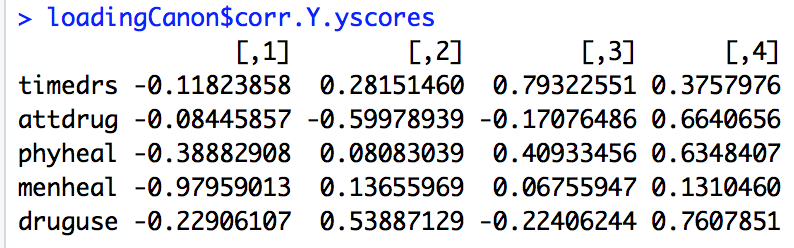 > loadingCanon$corr.Y.yscores
[,1] [,2] [,3] [,4]
timedrs -0.11823858 0.28151460 0.79322551 0.3757976
attdrug -0.08445857 -0.59978939 -0.17076486 0.6640656
phyheal -0.38882908 0.08083039 0.40933456 0.6348407
menheal -0.97959013 0.13655969 0.06755947 0.1310460
druguse -0.22906107 0.53887129 -0.22406244 0.7607851